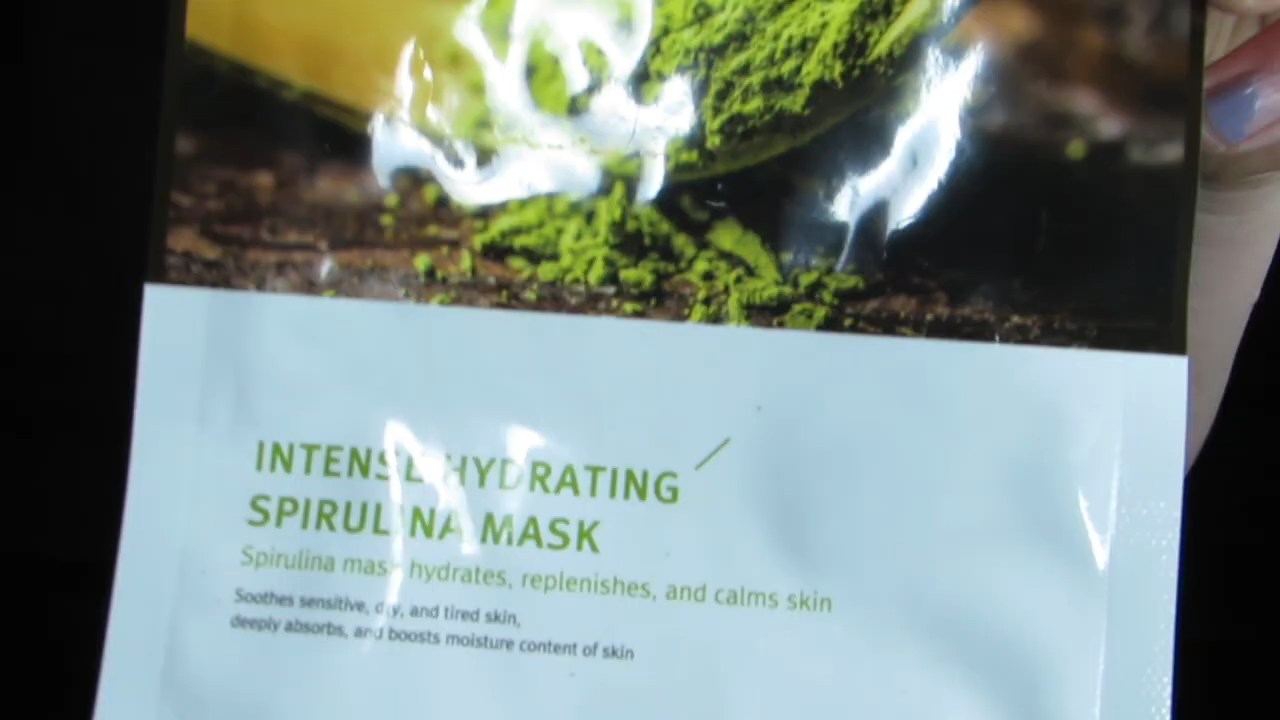 INTENSE HYDRATING
SPIRULINA MASK
Spirulina mask hydrates, replenishes, and calms skin
Soothes sensitive, dry, and tired skin,
deeply absorbs, and boosts moisture content of skin